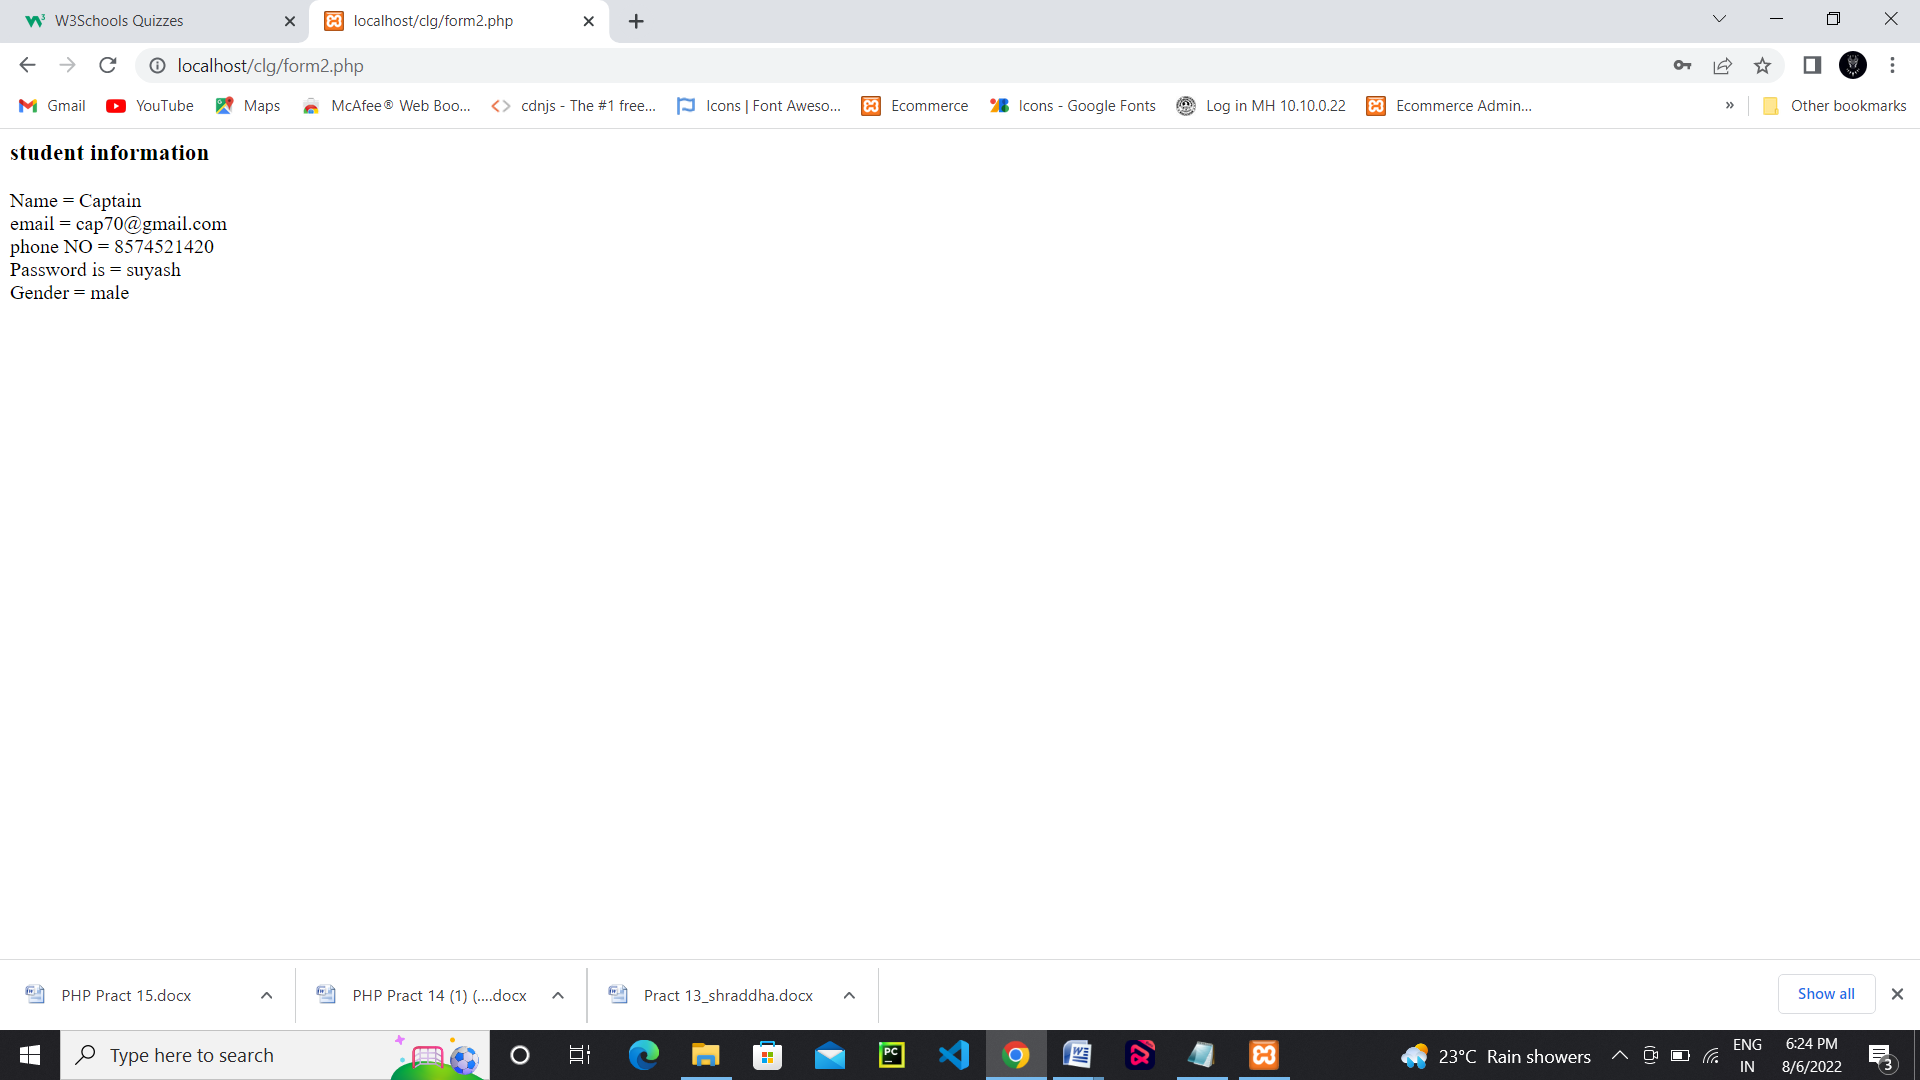 W3Schools Quizzes
localhost/clg/form2.php
localhost/clg/form2.php
Gmail
YouTube
Maps
McAfee® Web Boo...
cdnjs - The #1 free...
Icons | Font Aweso...
Ecommerce
Icons - Google Fonts
Log in MH 10.10.0.22
Ecommerce Admin...
»
Other bookmarks
student information
Name = Captain
email = cap70@gmail.com
phone NO = 8574521420
Password is = suyash
Gender = male
PHP Pract 15.docx
PHP Pract 14 (1) (....docx
Pract 13_shraddha.docx
Show all
Type here to search
23°C Rain showers
ENG
IN
6:24 PM
8/6/2022
3